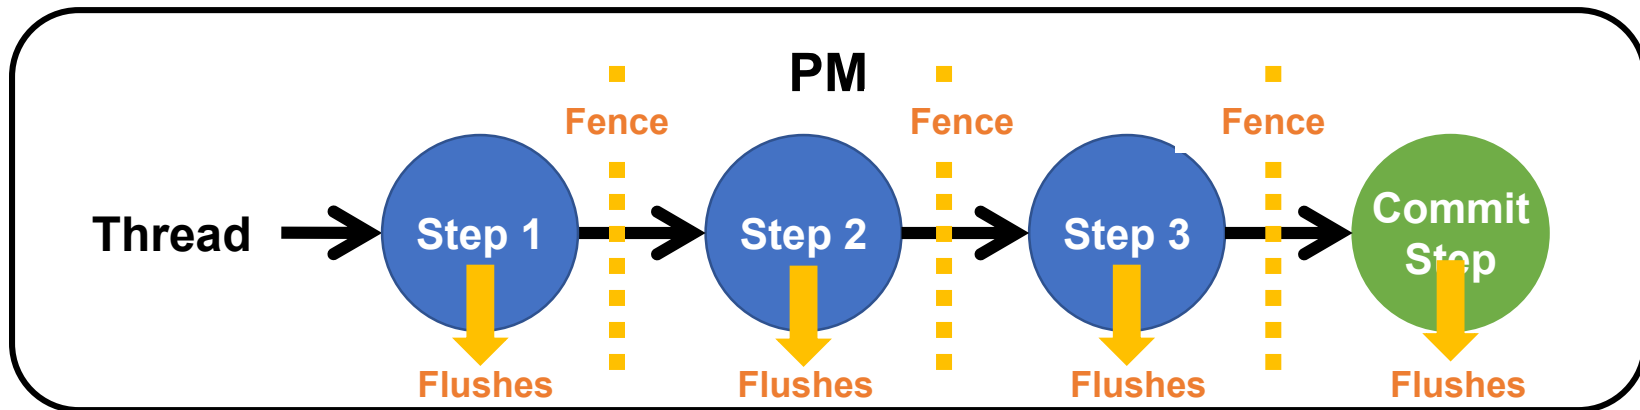 PM
Fence
Fence
Fence
Thread
Step 1
Step 2
Step 3
Commit
Step
Flushes
Flushes
Flushes
Flushes